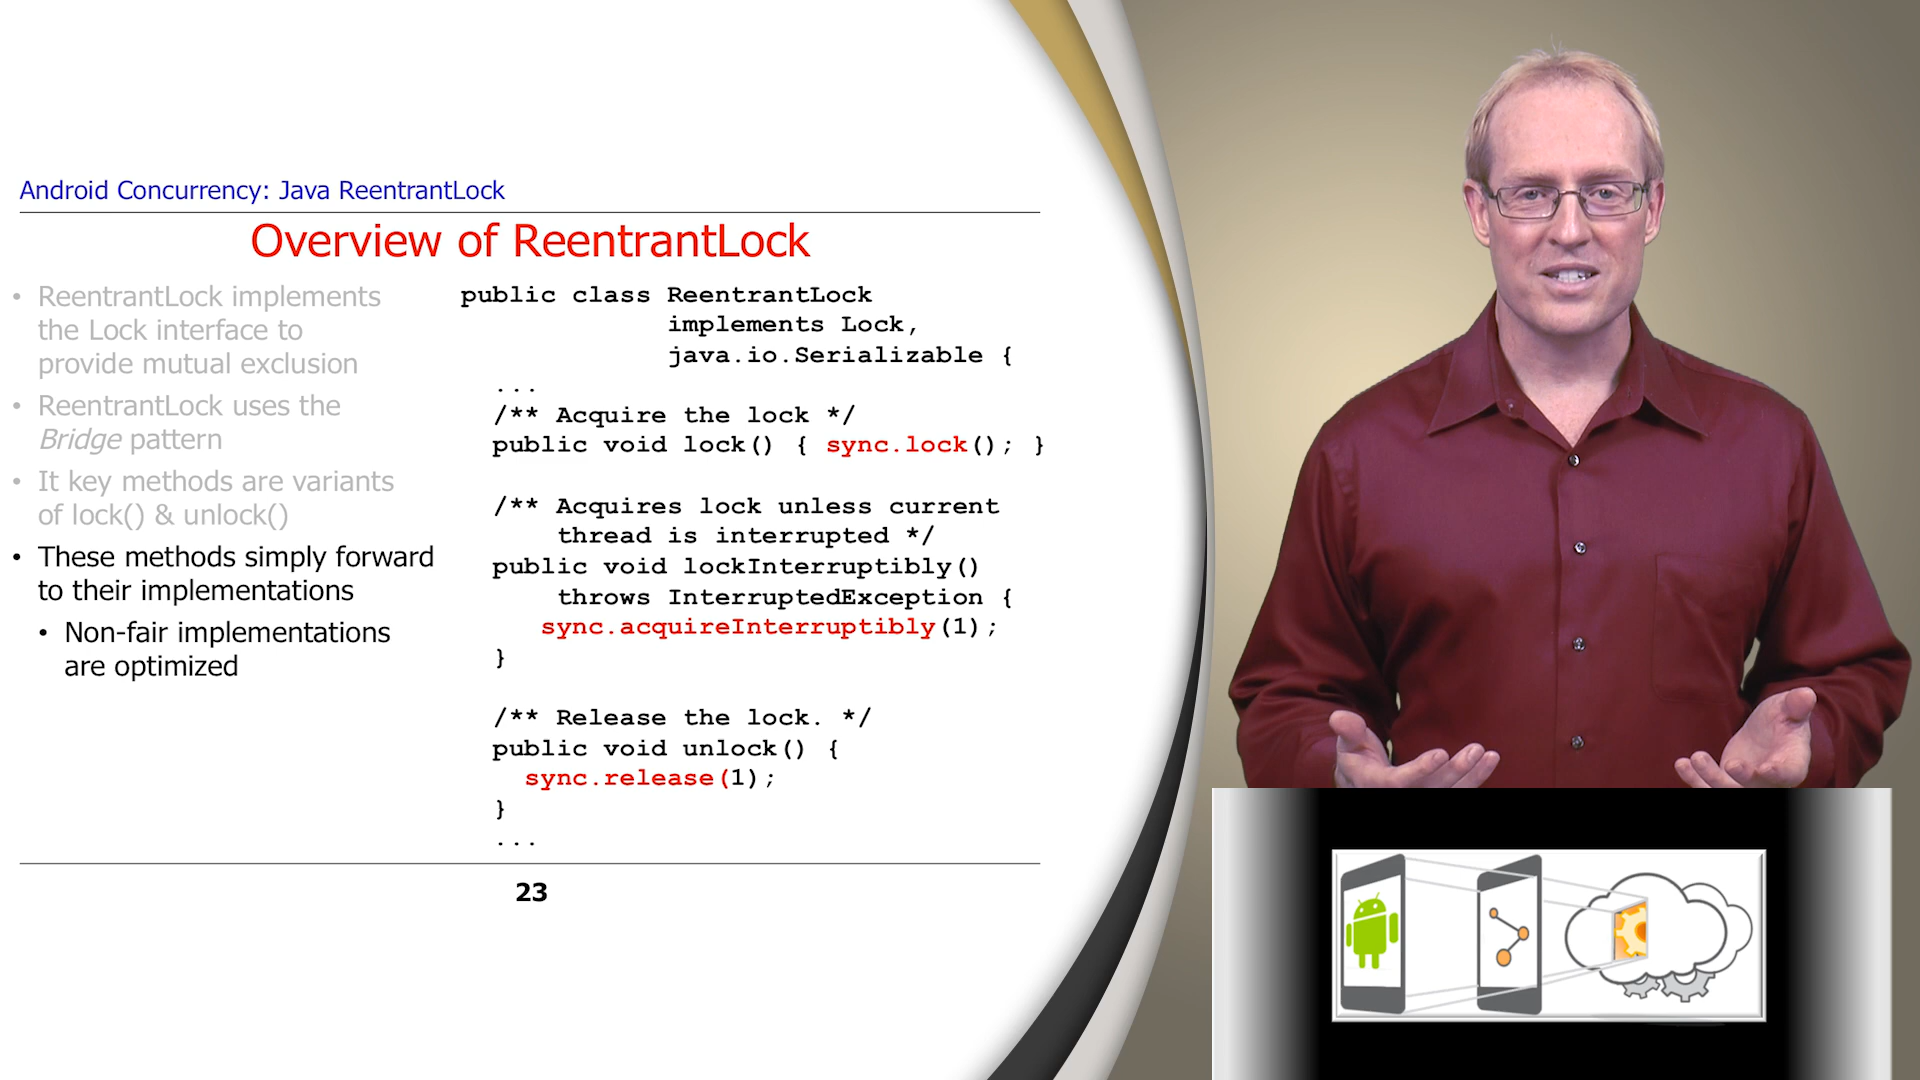 Android Concurrency: Java ReentrantLock
Overview of ReentrantLock
• ReentrantLock implements
the Lock interface to
provide mutual exclusion
• ReentrantLock uses the
Bridge pattern
• It key methods are variants
of lock() & unlock()
• These methods simply forward
to their implementations
• Non-fair implementations
are optimized
public class ReentrantLock
implements Lock,
java.io.Serializable {
...
/** Acquire the lock */
public void lock() { sync.lock(); }
/** Acquires lock unless current
thread is interrupted */
public void lockInterruptibly()
throws InterruptedException {
sync.acquireInterruptibly(1);
}
/** Release the lock. */
public void unlock() {
sync.release(1);
}
...
23